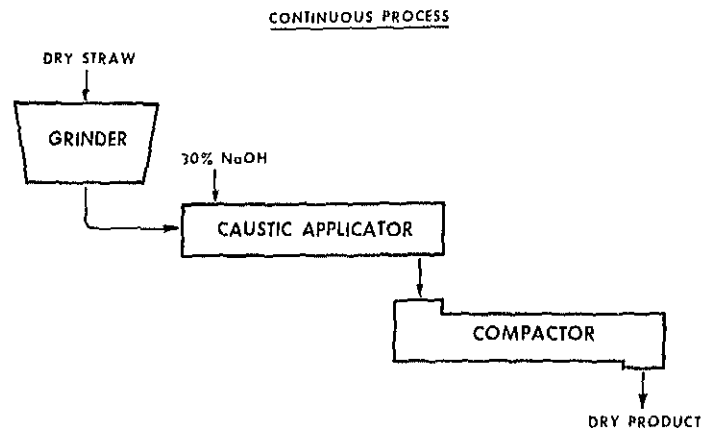 CONTINUOUS PROCESS
DRY STRAW
GRINDER
30% NaOH
CAUSTIC APPLICATOR
COMPACTOR
DRY PRODUCT